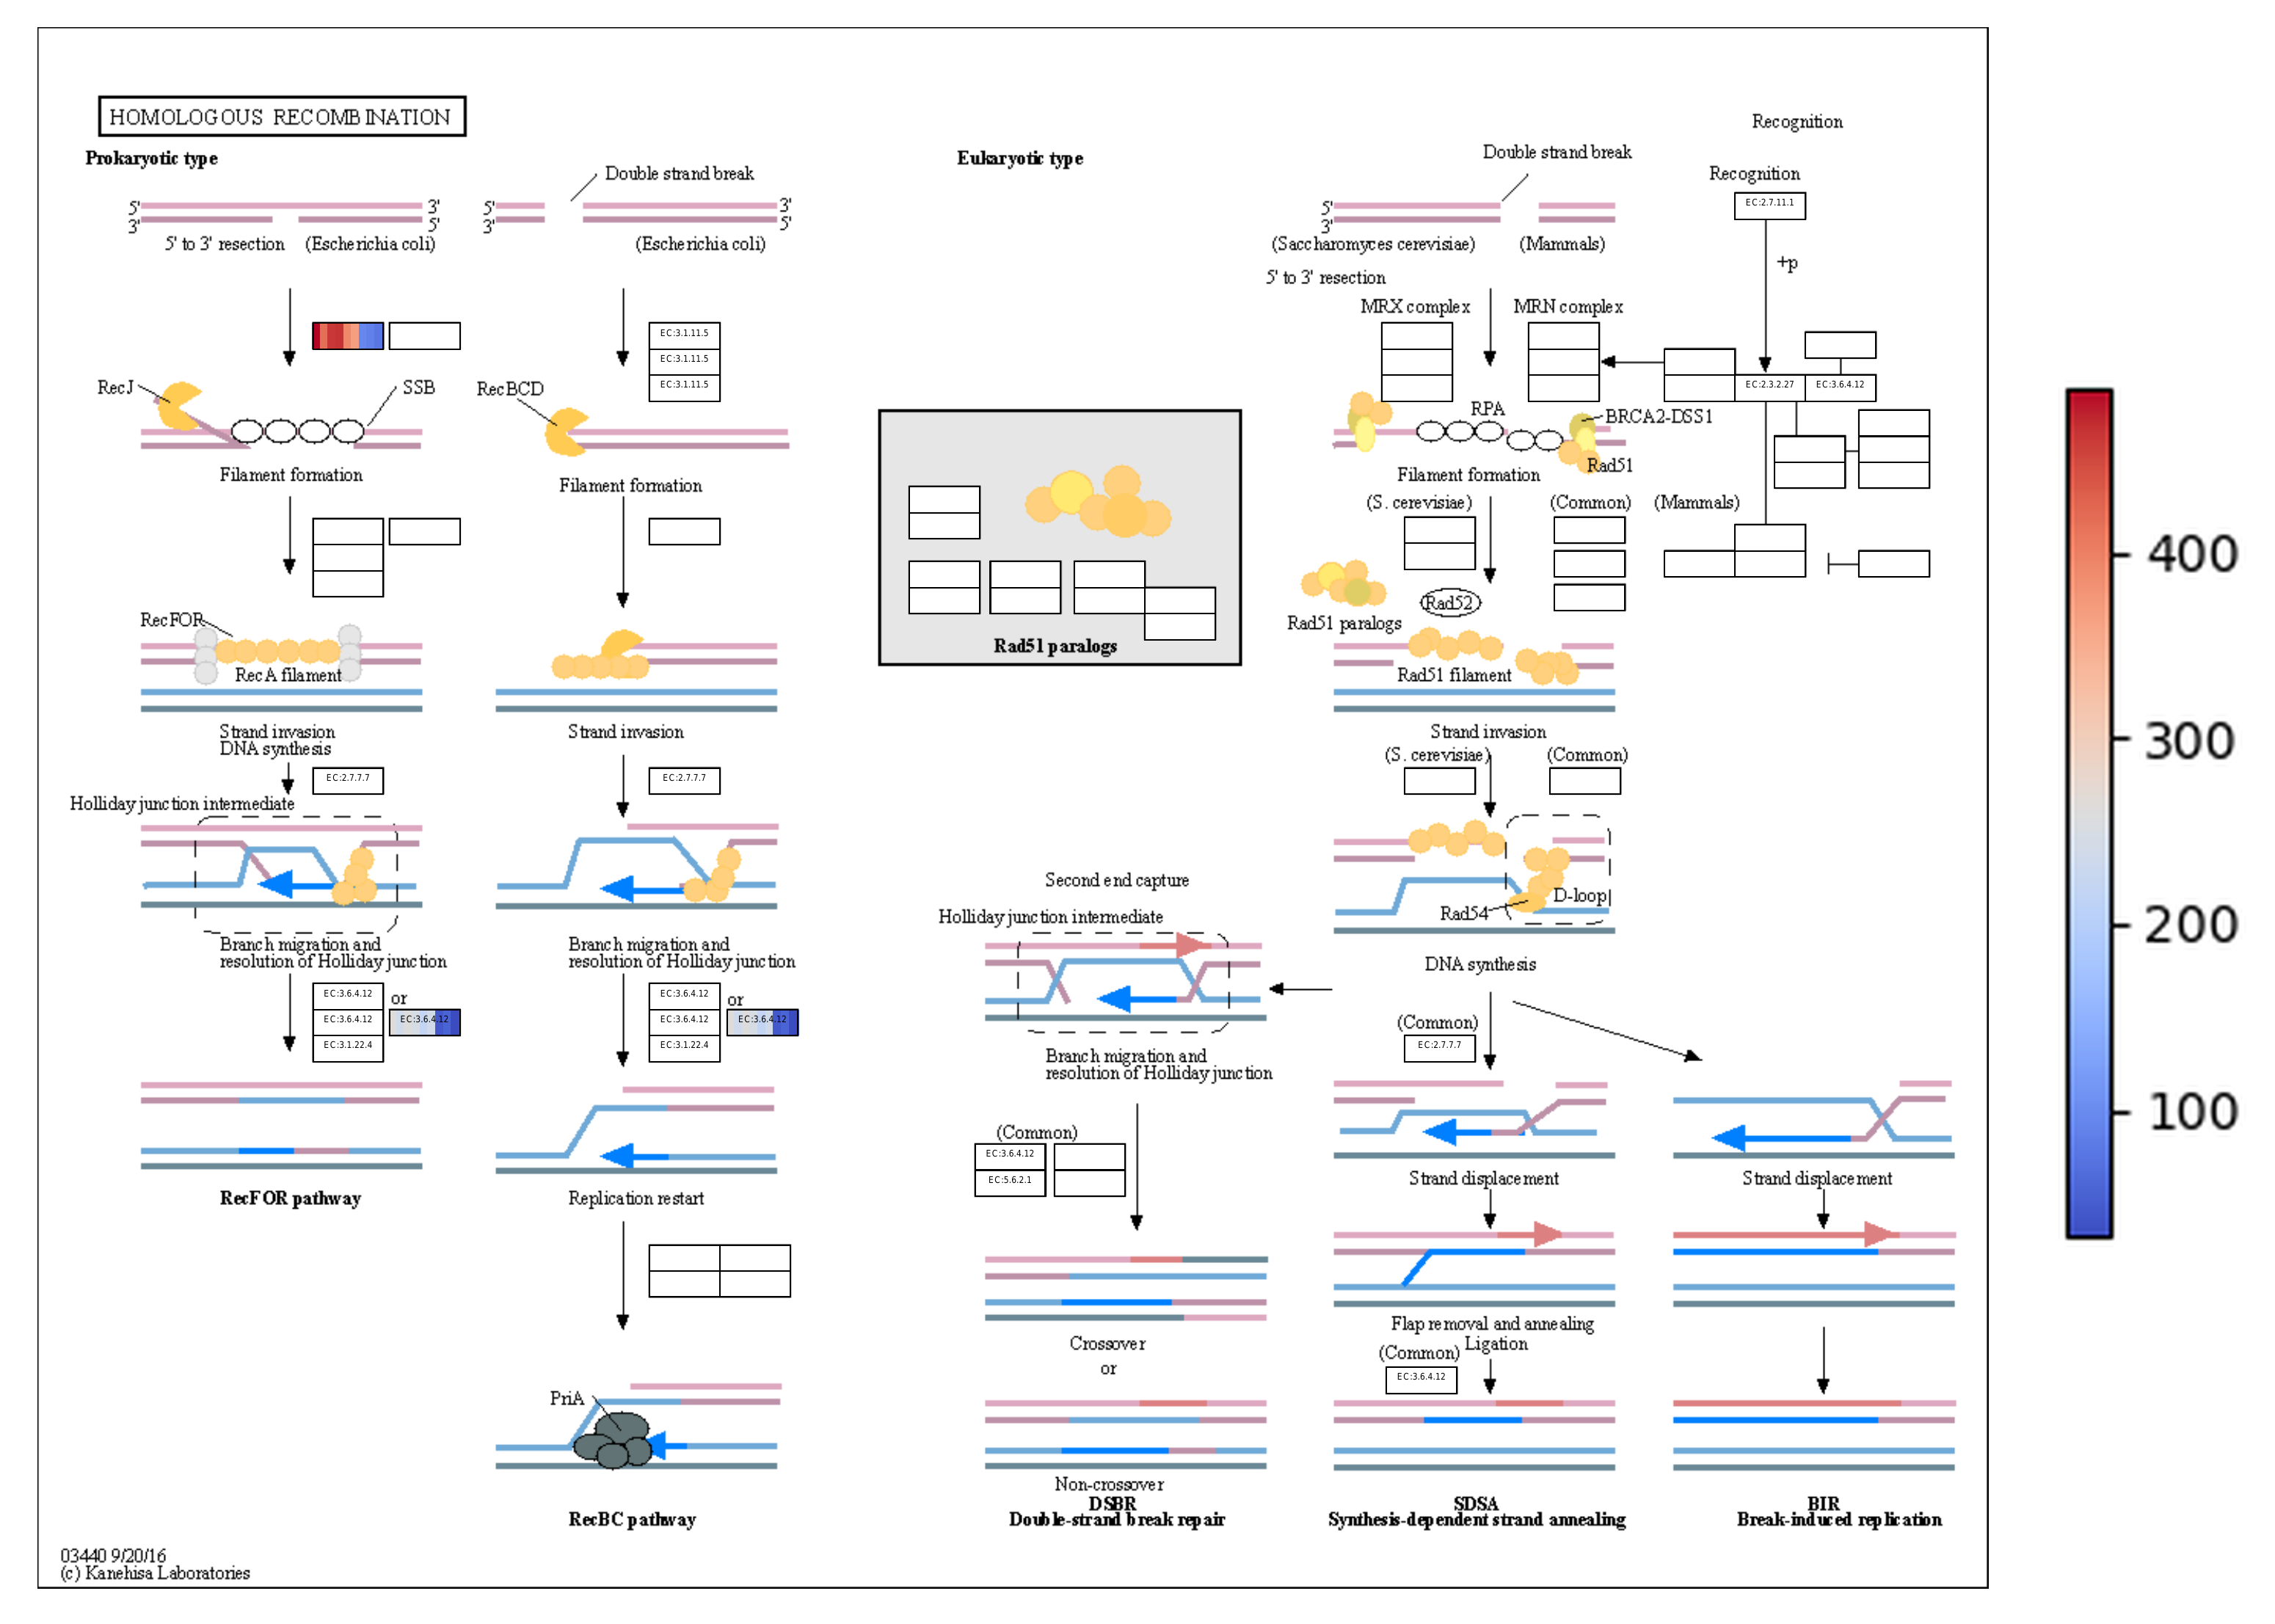 HOMOLOGOUS RECOMBINATION
Prokaryotic type
Double strand break
5'
3'
3'
5'
5' to 3' resection
(Escherichia coli)
5'
3'
3'
5'
(Escherichia coli)
EC:3.1.11.5
EC:3.1.11.5
EC:3.1.11.5
RecJ
SSB
RecBCD
Filament formation
Filament formation
RecFOR
RecA filament
Strand invasion
DNA synthesis
Strand invasion
EC:2.7.7.7
EC:2.7.7.7
Holliday junction intermediate
Branch migration and
resolution of Holliday junction
Branch migration and
resolution of Holliday junction
EC:3.6.4.12
or
EC:3.6.4.12
EC:3.6.4.12
EC:3.1.22.4
EC:3.6.4.12
or
EC:3.6.4.12
EC:3.6.4.12
EC:3.1.22.4
RecFOR pathway
Replication restart
PriA
RecBC pathway
Eukaryotic type
Rad51 paralogs
Double strand break
Recognition
Recognition
EC:2.7.11.1
+p
5'
3'
(Saccharomyces cerevisiae)
(Mammals)
5' to 3' resection
MRX complex
MRN complex
EC:2.3.2.27
EC:3.6.4.12
RPA
BRCA2-DSS1
Rad51
Filament formation
(S. cerevisiae)
(Common)
(Mammals)
Rad52
Rad51 paralogs
Rad51 filament
Strand invasion
(S. cerevisiae)
(Common)
D-loop
Rad54
Second end capture
Holliday junction intermediate
DNA synthesis
(Common)
EC:2.7.7.7
Branch migration and
resolution of Holliday junction
(Common)
EC:3.6.4.12
EC:5.6.2.1
Strand displacement
Strand displacement
Crossover
or
Flap removal and annealing
Ligation
(Common)
EC:3.6.4.12
Non-crossover
DSBR
Double-strand break repair
SDSA
Synthesis-dependent strand annealing
BIR
Break-induced replication
03440 9/20/16
(c) Kanehisa Laboratories
400
300
200
100